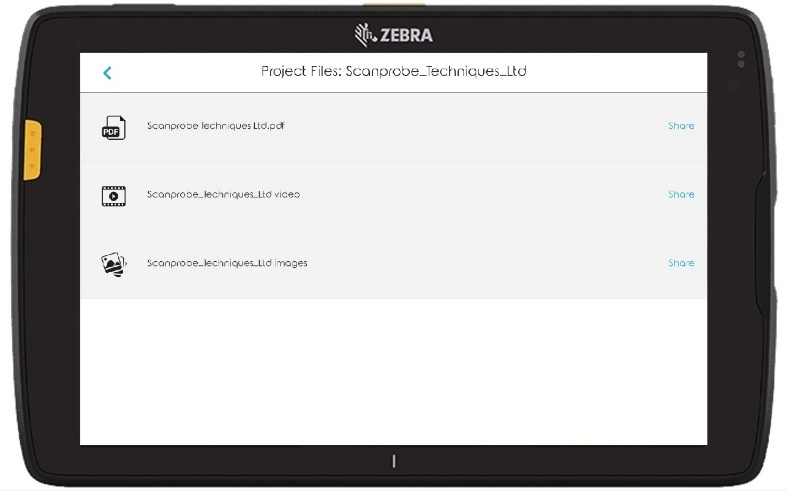 ZEBRA
Project Files: Scanprobe_Techniques_Ltd
PDF
Scanprobe Techniques Ltd.pdf
Share
Scanprobe_Techniques_Ltd video
Share
Scanprobe_Techniques_Ltd images
Share